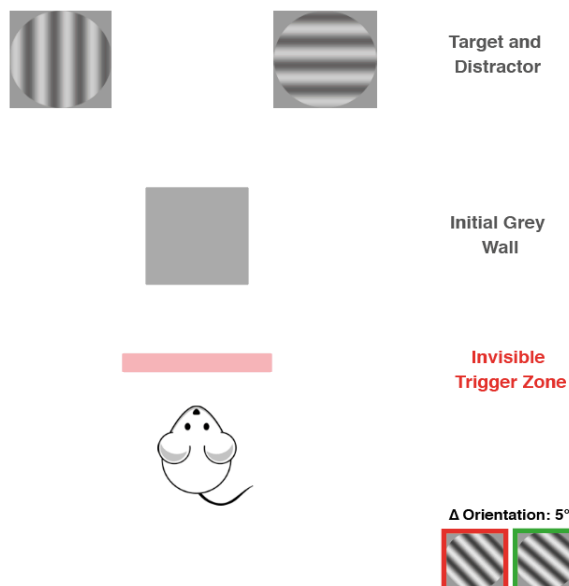 Target and
Distractor
Initial Grey
Wall
Invisible
Trigger Zone
Δ Orientation: 5°